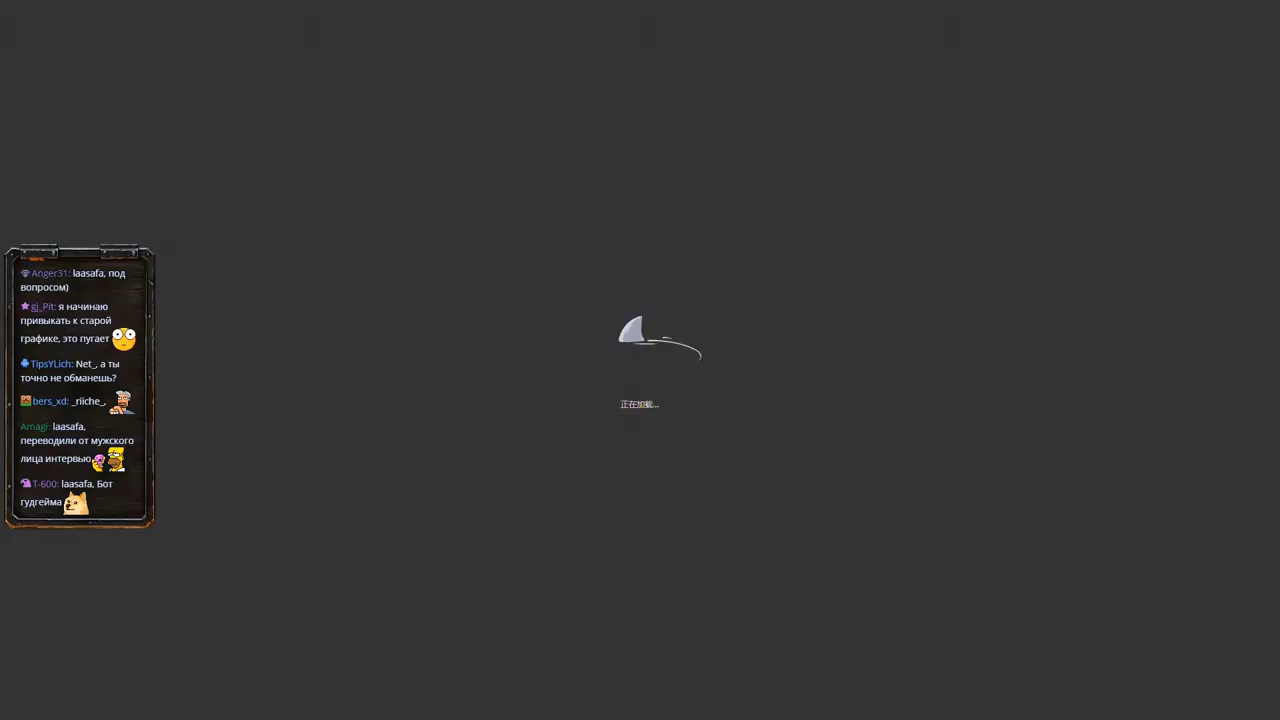 Anger31: laasafa, под
вопросом)
gj_Pit: я начинаю
привыкать к старой
графике, это пугает
TipsYLich: Net_, а ты
точно не обманешь?
bers_xd: _riiche_,
Amagi: laasafa,
переводили от мужского
лица интервью
T-600: laasafa, Бот
гудгейма
正在加载...